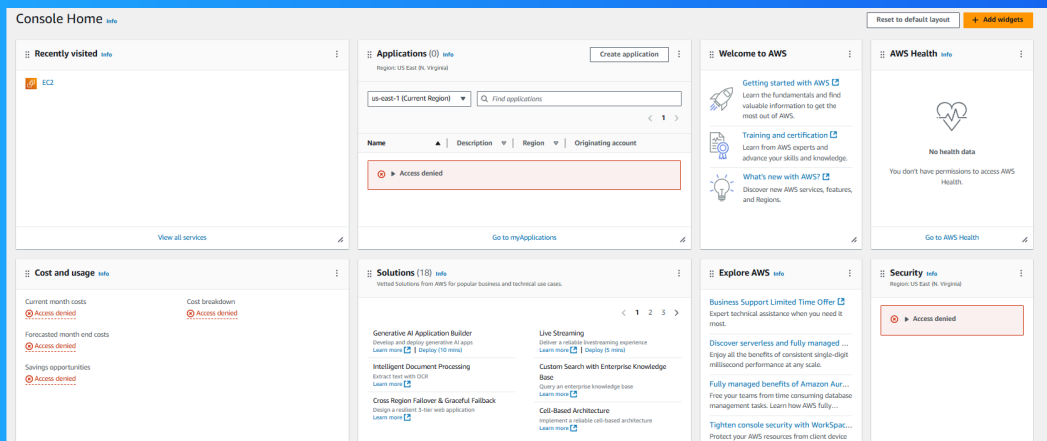 Console Home Info
Reset to default layout
+ Add widgets
Recently visited Info
EC2
View all services
Applications (0) Info
Region: US East (N. Virginia)
Create application
us-east-1 (Current Region)
Find applications
1
Name
Description
Region
Originating account
Access denied
Go to myApplications
Welcome to AWS
Getting started with AWS
Learn the fundamentals and find
valuable information to get the
most out of AWS.
Training and certification
Learn from AWS experts and
advance your skills and knowledge.
What's new with AWS?
Discover new AWS services, features,
and Regions.
AWS Health Info
No health data
You don't have permissions to access AWS
Health.
Go to AWS Health
Cost and usage Info
Current month costs
Access denied
Cost breakdown
Access denied
Forecasted month end costs
Access denied
Savings opportunities
Access denied
Solutions (18) Info
Vetted Solutions from AWS for popular business and technical use cases.
1 2 3
Generative AI Application Builder
Develop and deploy generative AI apps
Learn more | Deploy (10 mins)
Intelligent Document Processing
Extract text with OCR
Learn more
Cross Region Failover & Graceful Failback
Design a resilient 3-tier web application
Learn more
Live Streaming
Deliver a reliable livestreaming experience
Learn more | Deploy (5 mins)
Custom Search with Enterprise Knowledge
Base
Query an enterprise knowledge base
Learn more
Cell-Based Architecture
Implement a reliable cell-based architecture
Learn more
Explore AWS Info
Business Support Limited Time Offer
Expert technical assistance when you need it
most.
Discover serverless and fully managed ...
Enjoy all the benefits of consistent single-digit
millisecond performance at any scale.
Fully managed benefits of Amazon Aur...
Free your teams from time consuming database
management tasks. Learn how AWS fully...
Tighten console security with WorkSpac...
Protect your AWS resources from client device
Security Info
Region: US East (N. Virginia)
Access denied